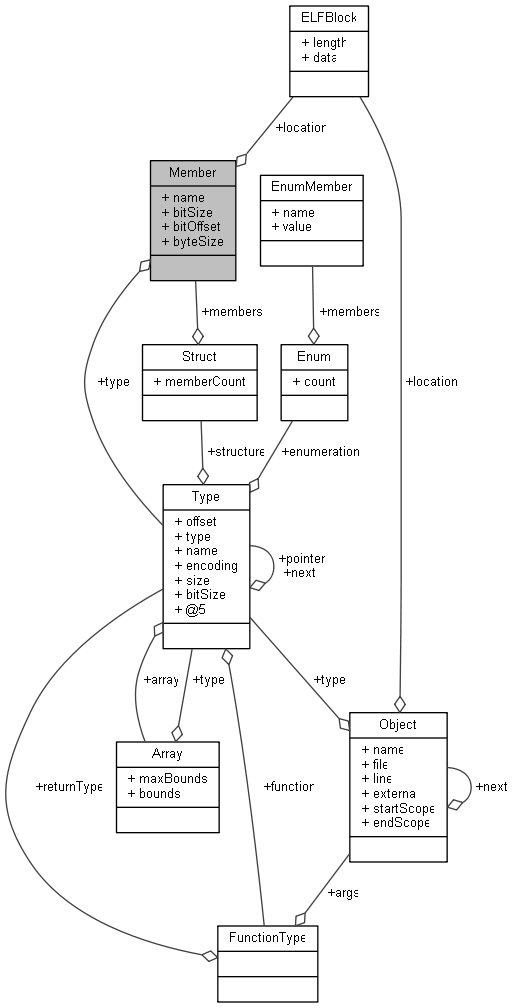 ELFBlock
+ length
+ data
+location
Member
+ name
+ bitSize
+ bitOffset
+ byteSize
EnumMember
+ name
+ value
+members
+members
Struct
+ memberCount
Enum
+ count
+type
+location
+structure
+enumeration
Type
+ offset
+ type
+ name
+ encoding
+ size
+ bitSize
+ @5
+pointer
+next
+array
+type
+type
Object
+ name
+ file
+ line
+ externa
+ startScope
+ endScope
+next
Array
+ maxBounds
+ bounds
+returnType
+function
+args
FunctionType